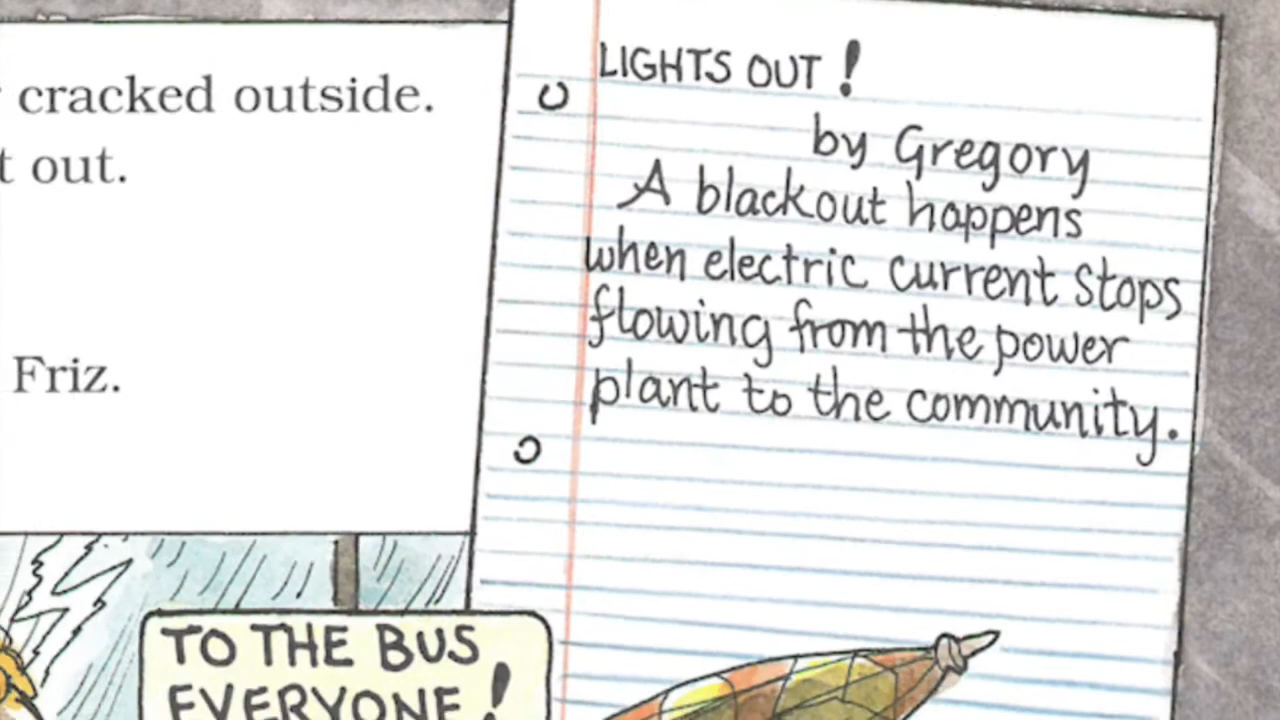 cracked outside.
t out.
Friz.
LIGHTS OUT!
by Gregory
A blackout happens
when electric current stops
flowing from the power
plant to the community.
TO THE BUS
EVERYONE!